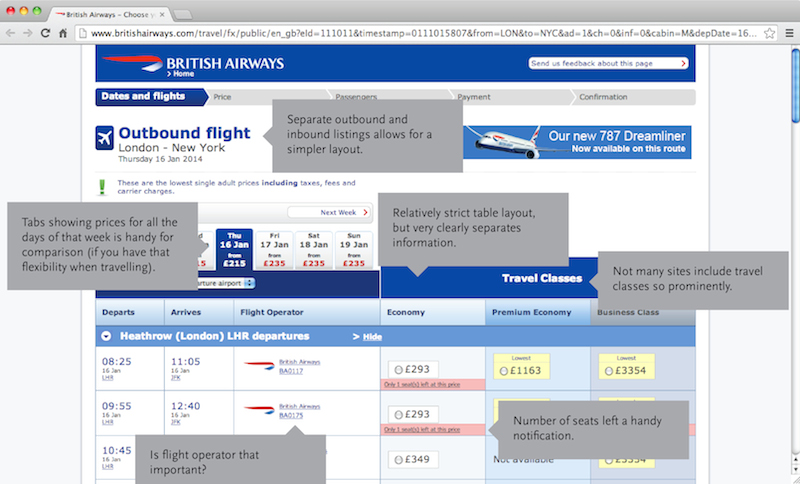 British Airways – Choose yo
www.britishairways.com/travel/fx/public/en_gb?eId=111011&timestamp=0111015807&from=LON&to=NYC&ad=1&ch=0&inf=0&cabin=M&depDate=16...
BRITISH AIRWAYS
> Home
Send us feedback about this page >
Dates and flights
Price
Passengers
Payment
Confirmation
Outbound flight
London - New York
Thursday 16 Jan 2014
Separate outbound and
inbound listings allows for a
simpler layout.
Our new 787 Dreamliner
Now available on this route
These are the lowest single adult prices including taxes, fees and
carrier charges.
Next Week >
Tabs showing prices for all the
days of that week is handy for
comparison (if you have that
flexibility when travelling).
Thu
16 Jan
from
£215
Fri
17 Jan
from
£235
Sat
18 Jan
from
£235
Sun
19 Jan
from
£235
Relatively strict table layout,
but very clearly separates
information.
Travel Classes
Not many sites include travel
classes so prominently.
Departs
Arrives
Flight Operator
Economy
Premium Economy
Business Class
Heathrow (London) LHR departures
> Hide
08:25
16 Jan
LHR
11:05
16 Jan
JFK
British Airways
BA0117
£293
Only 1 seat(s) left at this price
Lowest
£1163
Lowest
£3354
09:55
16 Jan
LHR
12:40
16 Jan
JFK
British Airways
BA0175
£293
Only 1 seat(s) left at this price
Number of seats left a handy
notification.
10:45
16 Jan
LHR
Is flight operator that
important?
£349
Not available
£3354